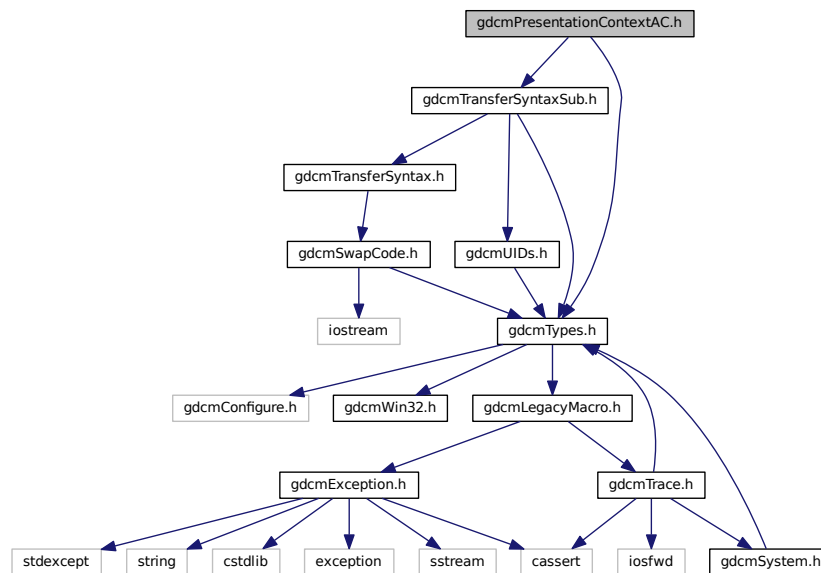 gdcmPresentationContextAC.h
gdcmTransferSyntaxSub.h
gdcmTransferSyntax.h
gdcmSwapCode.h
gdcmUIDs.h
iostream
gdcmTypes.h
gdcmConfigure.h
gdcmWin32.h
gdcmLegacyMacro.h
gdcmException.h
gdcmTrace.h
stdexcept
string
cstdlib
exception
sstream
cassert
iosfwd
gdcmSystem.h